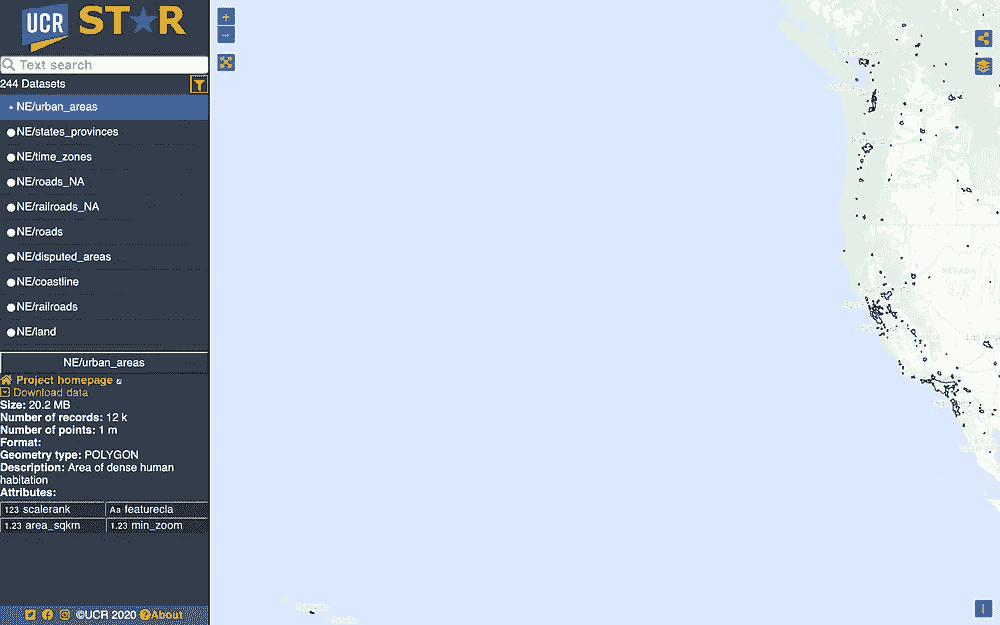 UCR STAR
Text search
244 Datasets
NE/urban_areas
NE/states_provinces
NE/time_zones
NE/roads_NA
NE/railroads_NA
NE/roads
NE/disputed_areas
NE/coastline
NE/railroads
NE/land
NE/urban_areas
Project homepage
Download data
Size: 20.2 MB
Number of records: 12 k
Number of points: 1 m
Format:
Geometry type: POLYGON
Description: Area of dense human
habitation
Attributes:
123 scalerank Aa featurecla
1.23 area_sqkm 1.23 min_zoom
©UCR 2020 ?About
+
OREGON
NEVADA
i